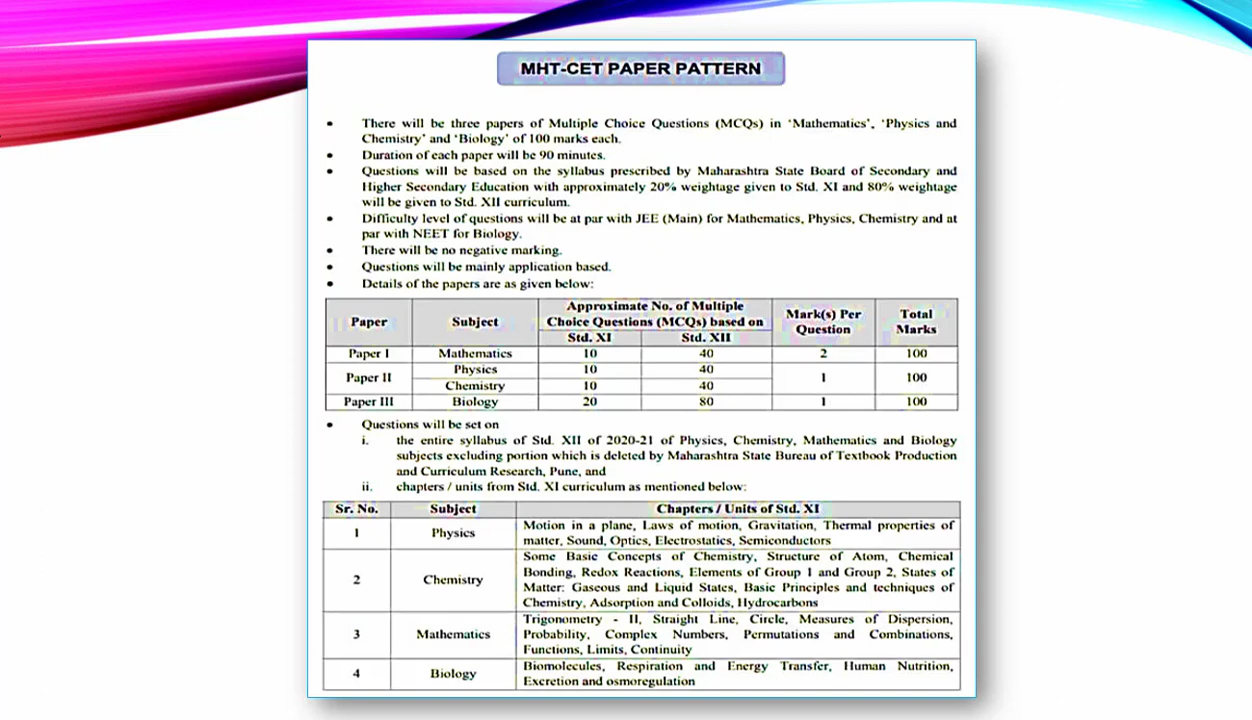 MHT-CET PAPER PATTERN
• There will be three papers of Multiple Choice Questions (MCQs) in ‘Mathematics’, ‘Physics and
Chemistry’ and ‘Biology’ of 100 marks each.
• Duration of each paper will be 90 minutes.
• Questions will be based on the syllabus prescribed by Maharashtra State Board of Secondary and
Higher Secondary Education with approximately 20% weightage given to Std. XI and 80% weightage
will be given to Std. XII curriculum.
• Difficulty level of questions will be at par with JEE (Main) for Mathematics, Physics, Chemistry and at
par with NEET for Biology.
• There will be no negative marking.
• Questions will be mainly application based.
• Details of the papers are as given below:
Paper Subject Approximate No. of Multiple Choice Questions (MCQs) based on Mark(s) Per Question Total Marks
Std. XI Std. XII
Paper I Mathematics 10 40 2 100
Paper II Physics 10 40 1 100
Chemistry 10 40
Paper III Biology 20 80 1 100
• Questions will be set on
i. the entire syllabus of Std. XII of 2020-21 of Physics, Chemistry, Mathematics and Biology
subjects excluding portion which is deleted by Maharashtra State Bureau of Textbook Production
and Curriculum Research, Pune, and
ii. chapters / units from Std. XI curriculum as mentioned below:
Sr. No. Subject Chapters / Units of Std. XI
1 Physics Motion in a plane, Laws of motion, Gravitation, Thermal properties of
matter, Sound, Optics, Electrostatics, Semiconductors
2 Chemistry Some Basic Concepts of Chemistry, Structure of Atom, Chemical
Bonding, Redox Reactions, Elements of Group 1 and Group 2, States of
Matter: Gaseous and Liquid States, Basic Principles and techniques of
Chemistry, Adsorption and Colloids, Hydrocarbons
3 Mathematics Trigonometry - II, Straight Line, Circle, Measures of Dispersion,
Probability, Complex Numbers, Permutations and Combinations,
Functions, Limits, Continuity
4 Biology Biomolecules, Respiration and Energy Transfer, Human Nutrition,
Excretion and osmoregulation